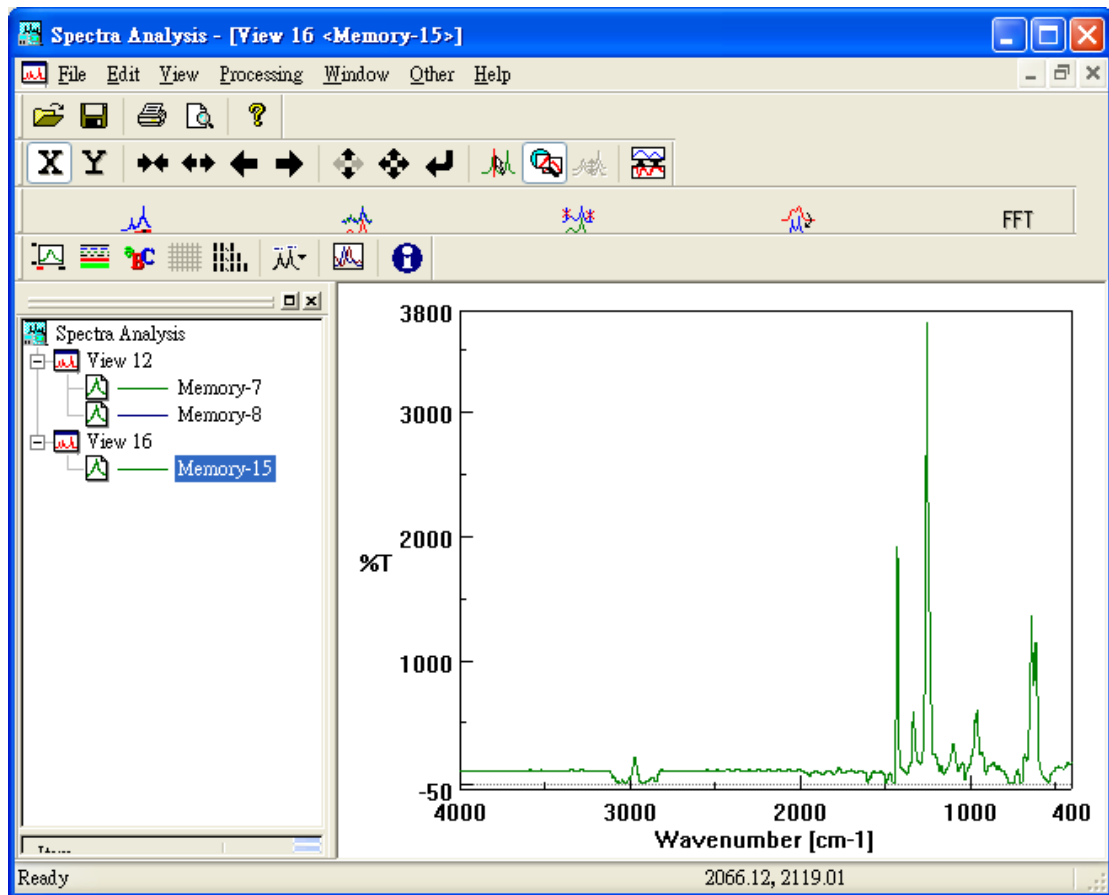 Spectra Analysis - [View 16 <Memory-15>]
File Edit View Processing Window Other Help
X Y
FFT
Spectra Analysis
View 12
Memory-7
Memory-8
View 16
Memory-15
3800
3000
2000
%T
1000
-50
4000 3000 2000 1000 400
Wavenumber [cm-1]
Ready 2066.12, 2119.01